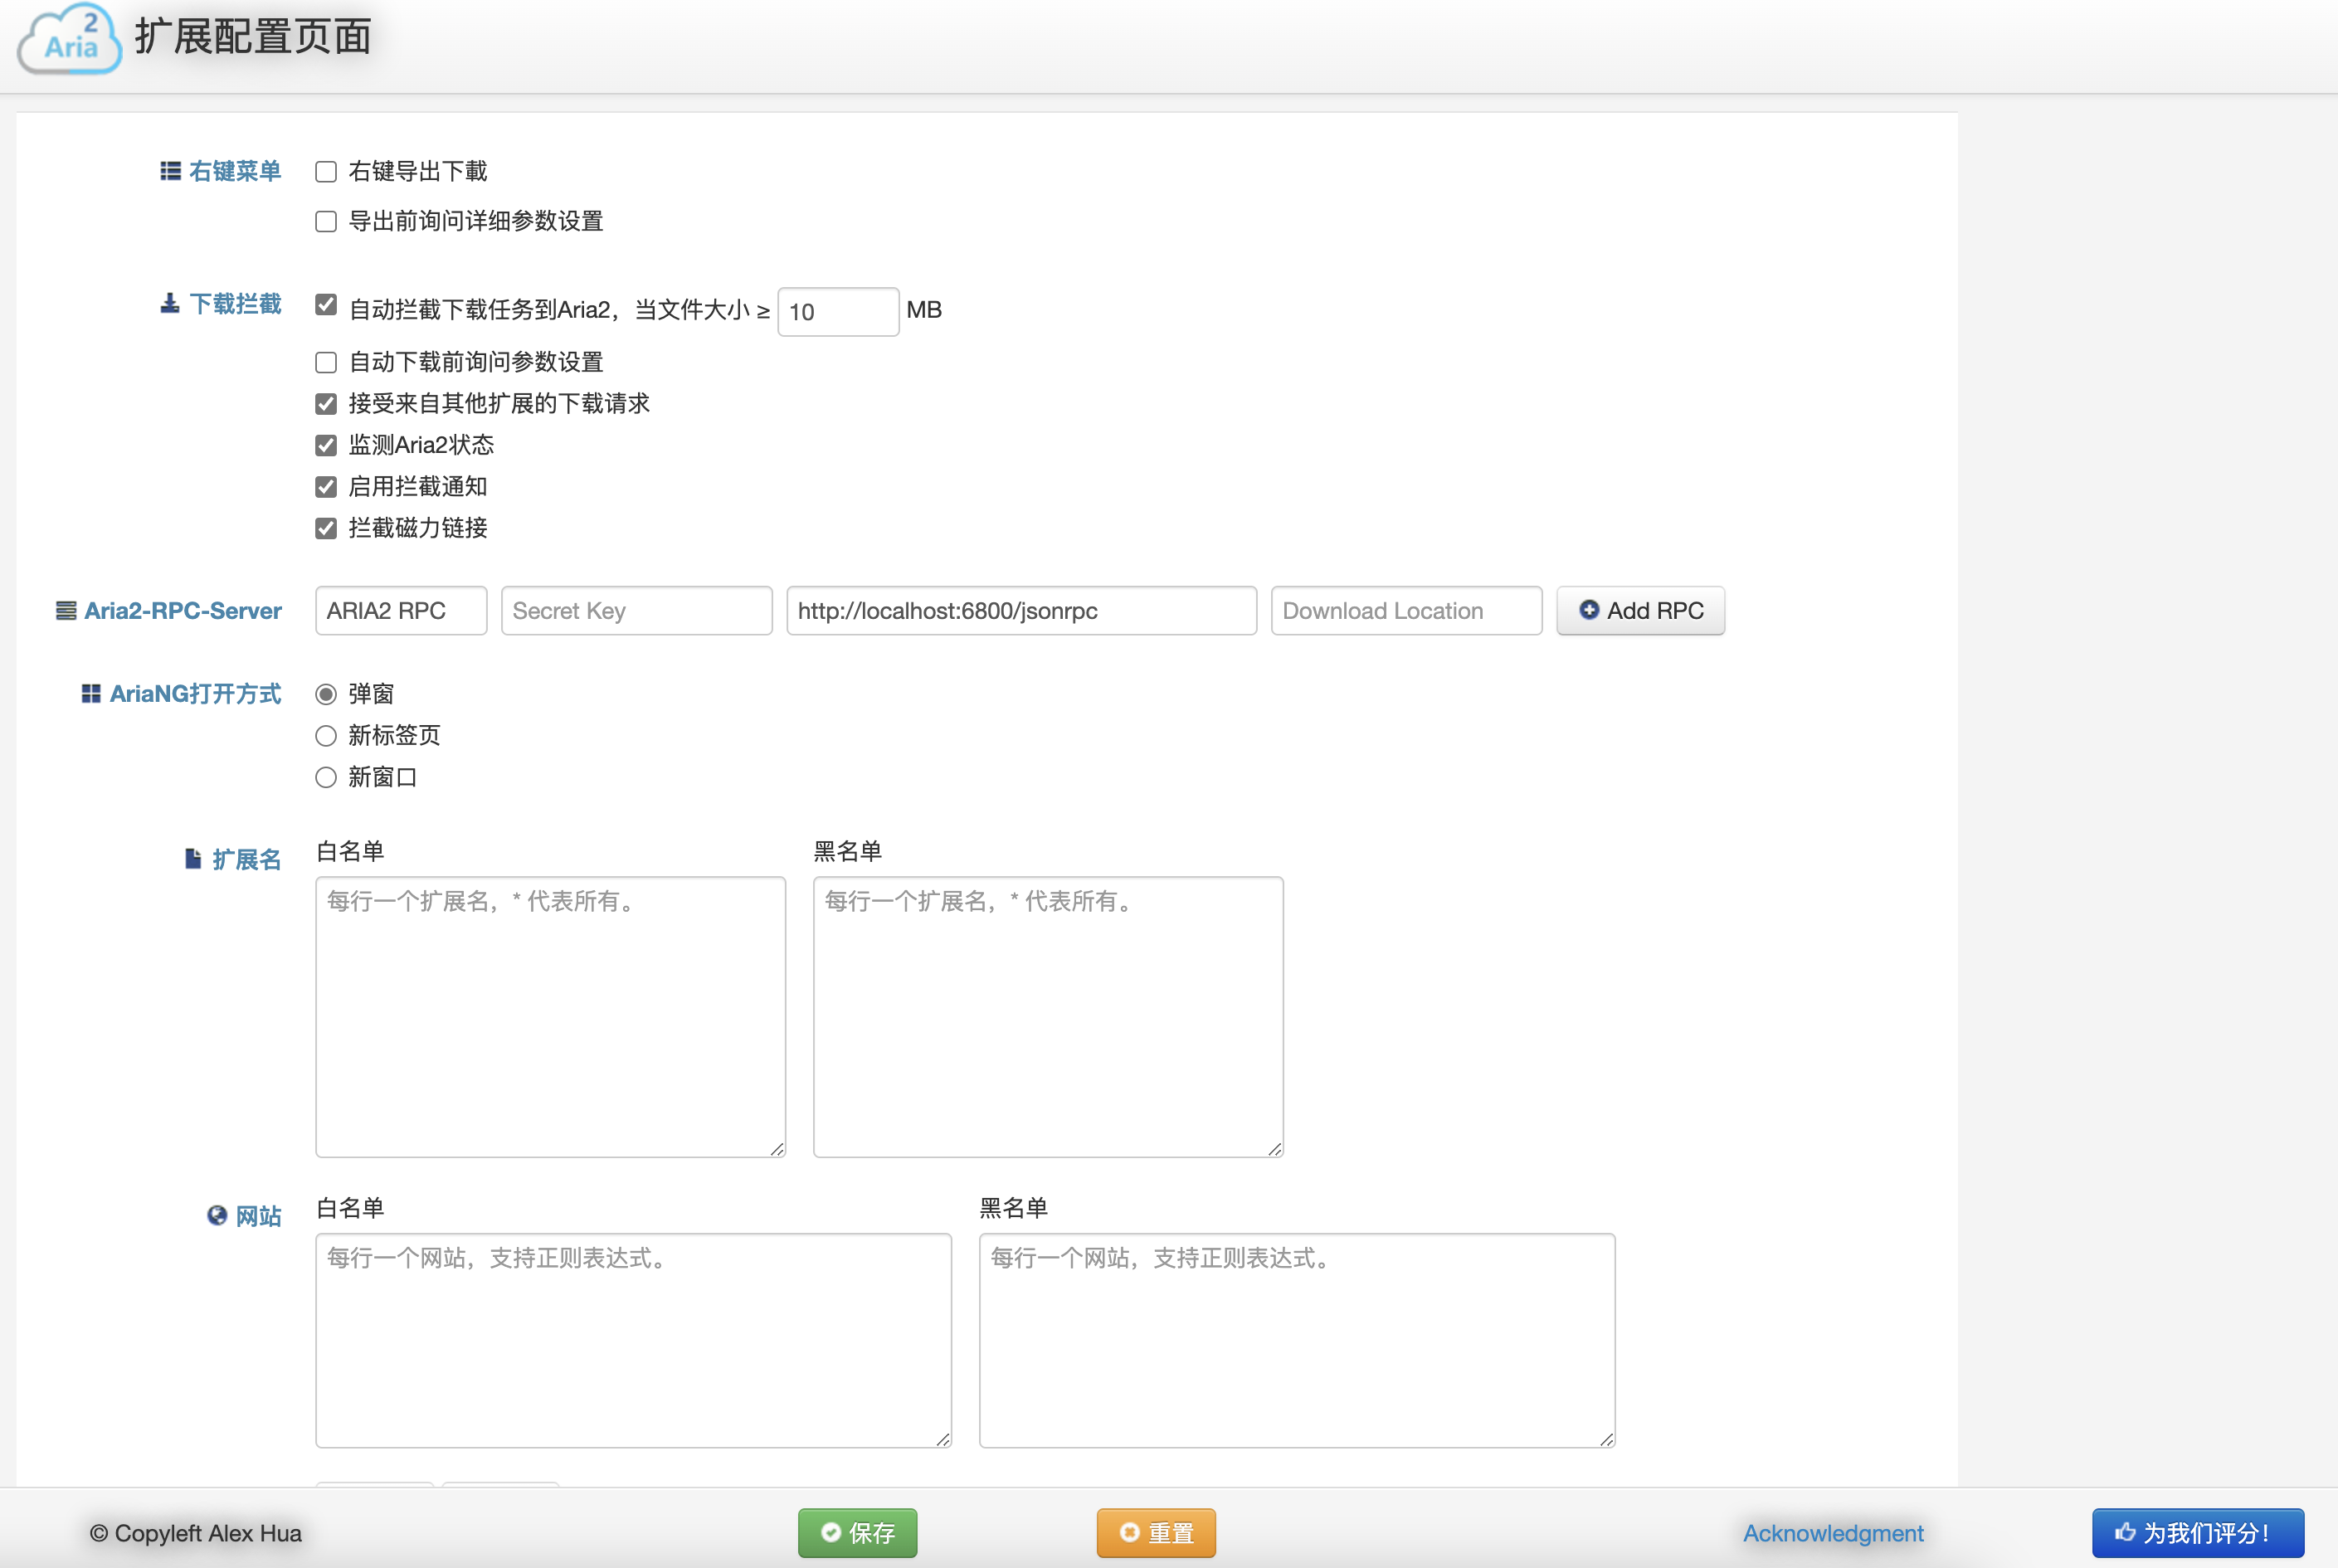 Aria2 扩展配置页面
右键菜单
右键导出下載
导出前询问详细参数设置
下载拦截
自动拦截下载任务到Aria2，当文件大小 ≥ 10 MB
自动下载前询问参数设置
接受来自其他扩展的下载请求
监测Aria2状态
启用拦截通知
拦截磁力链接
Aria2-RPC-Server ARIA2 RPC Secret Key http://localhost:6800/jsonrpc Download Location Add RPC
AriaNG打开方式
弹窗
新标签页
新窗口
扩展名
白名单 黑名单
每行一个扩展名，* 代表所有。 每行一个扩展名，* 代表所有。
网站
白名单 黑名单
每行一个网站，支持正则表达式。 每行一个网站，支持正则表达式。
© Copyleft Alex Hua 保存 重置 Acknowledgment 为我们评分！